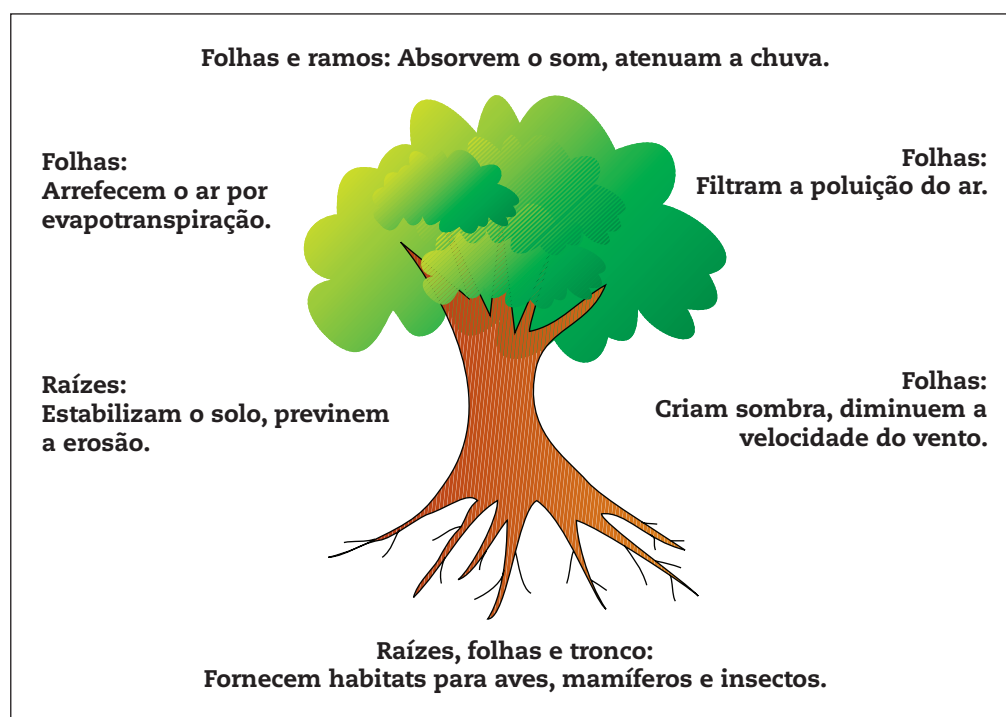 Folhas e ramos: Absorvem o som, atenuam a chuva.
Folhas:
Arrefecem o ar por
evapotranspiração.
Folhas:
Filtram a poluição do ar.
Raízes:
Estabilizam o solo, previnem
a erosão.
Folhas:
Criam sombra, diminuem a
velocidade do vento.
Raízes, folhas e tronco:
Fornecem habitats para aves, mamíferos e insectos.